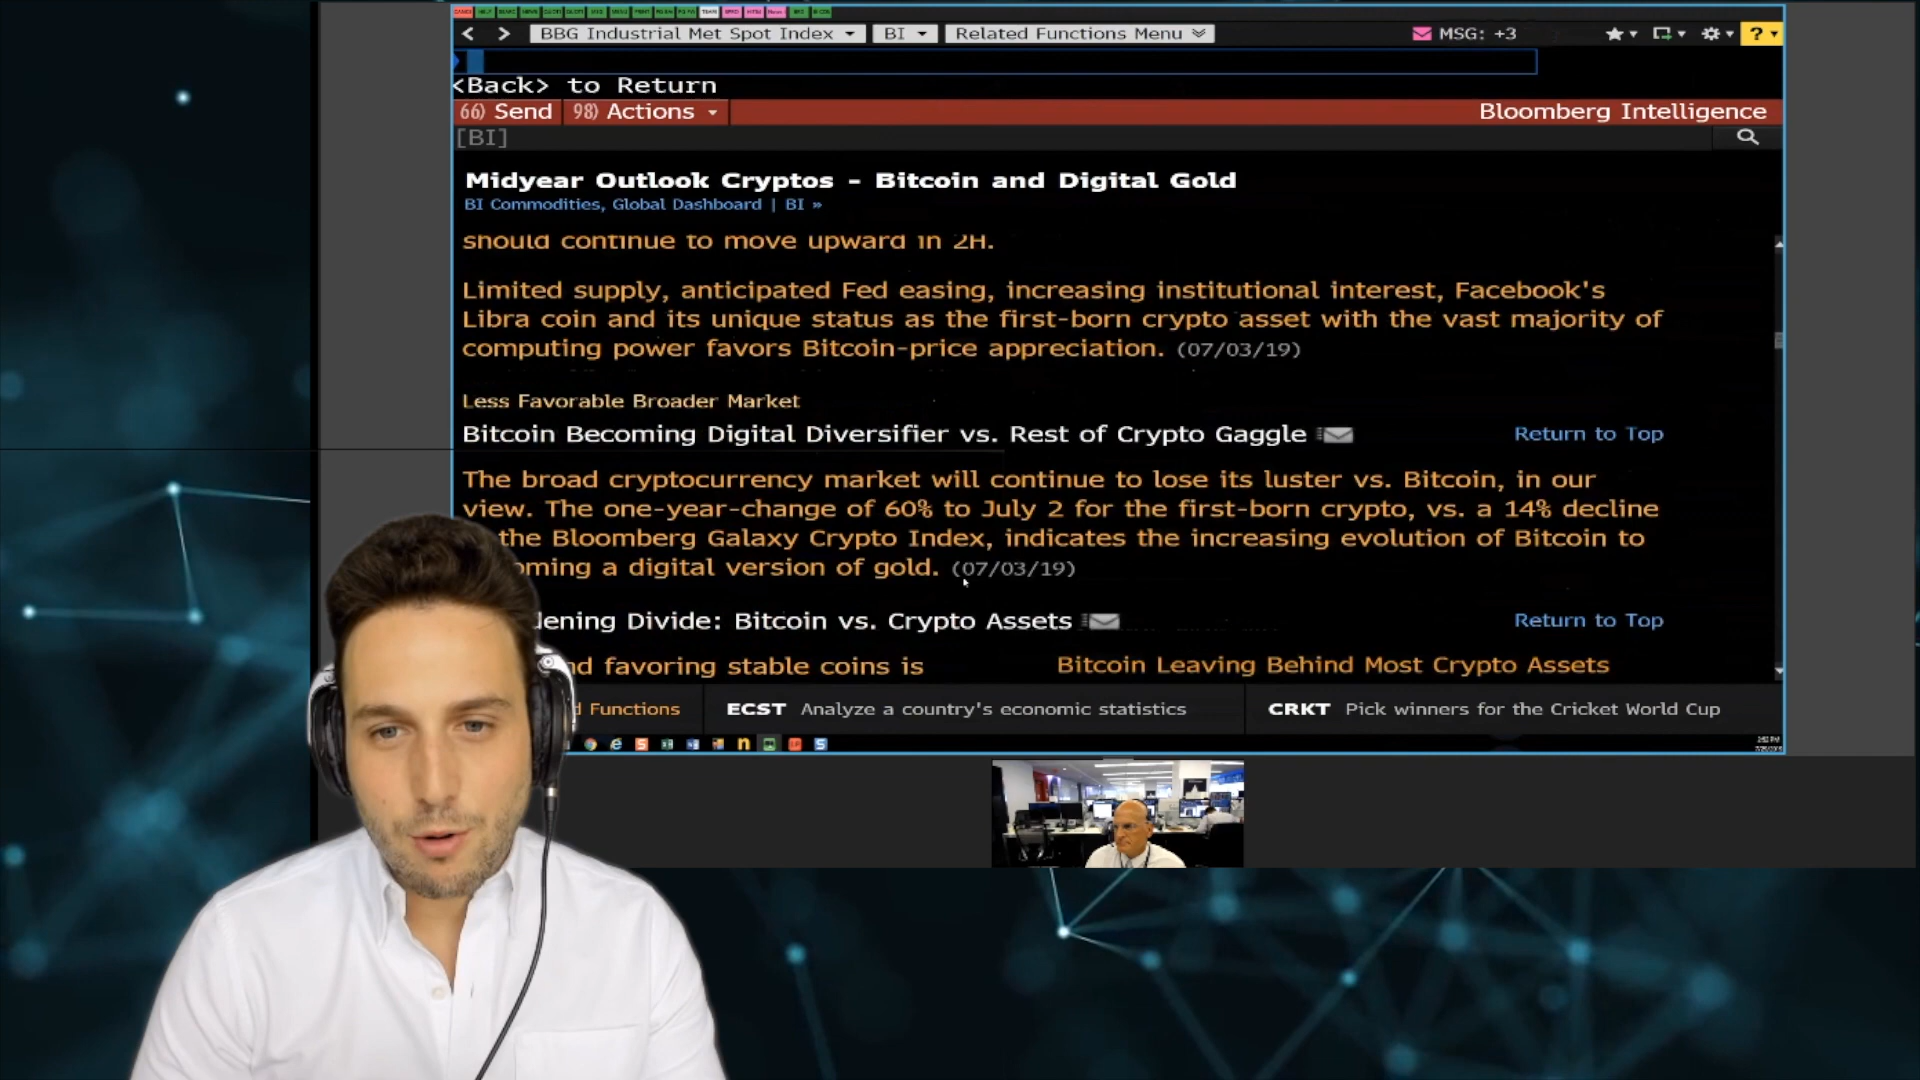 BBG Industrial Met Spot Index
BI
Related Functions Menu
MSG: +3
?
<Back> to Return
66) Send
98) Actions
Bloomberg Intelligence
[BI]
Midyear Outlook Cryptos - Bitcoin and Digital Gold
BI Commodities, Global Dashboard | BI »
should continue to move upward in 2H.
Limited supply, anticipated Fed easing, increasing institutional interest, Facebook's
Libra coin and its unique status as the first-born crypto asset with the vast majority of
computing power favors Bitcoin-price appreciation. (07/03/19)
Less Favorable Broader Market
Bitcoin Becoming Digital Diversifier vs. Rest of Crypto Gaggle
Return to Top
The broad cryptocurrency market will continue to lose its luster vs. Bitcoin, in our
view. The one-year-change of 60% to July 2 for the first-born crypto, vs. a 14% decline
the Bloomberg Galaxy Crypto Index, indicates the increasing evolution of Bitcoin to
oming a digital version of gold. (07/03/19)
dening Divide: Bitcoin vs. Crypto Assets
Return to Top
nd favoring stable coins is
Bitcoin Leaving Behind Most Crypto Assets
d Functions
ECST Analyze a country's economic statistics
CRKT Pick winners for the Cricket World Cup